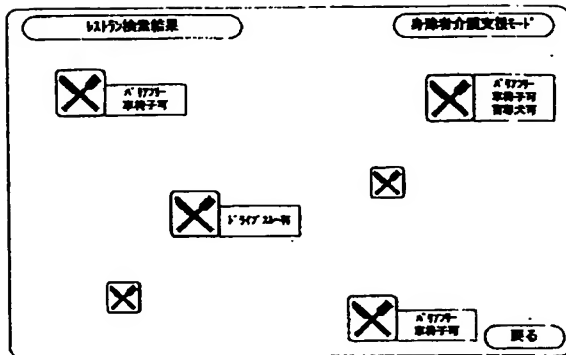 レストラン検索結果
身障者介護支援モード
バリアフリー
車椅子可
バリアフリー
車椅子可
盲導犬可
ドライブスルー可
バリアフリー
車椅子可
戻る